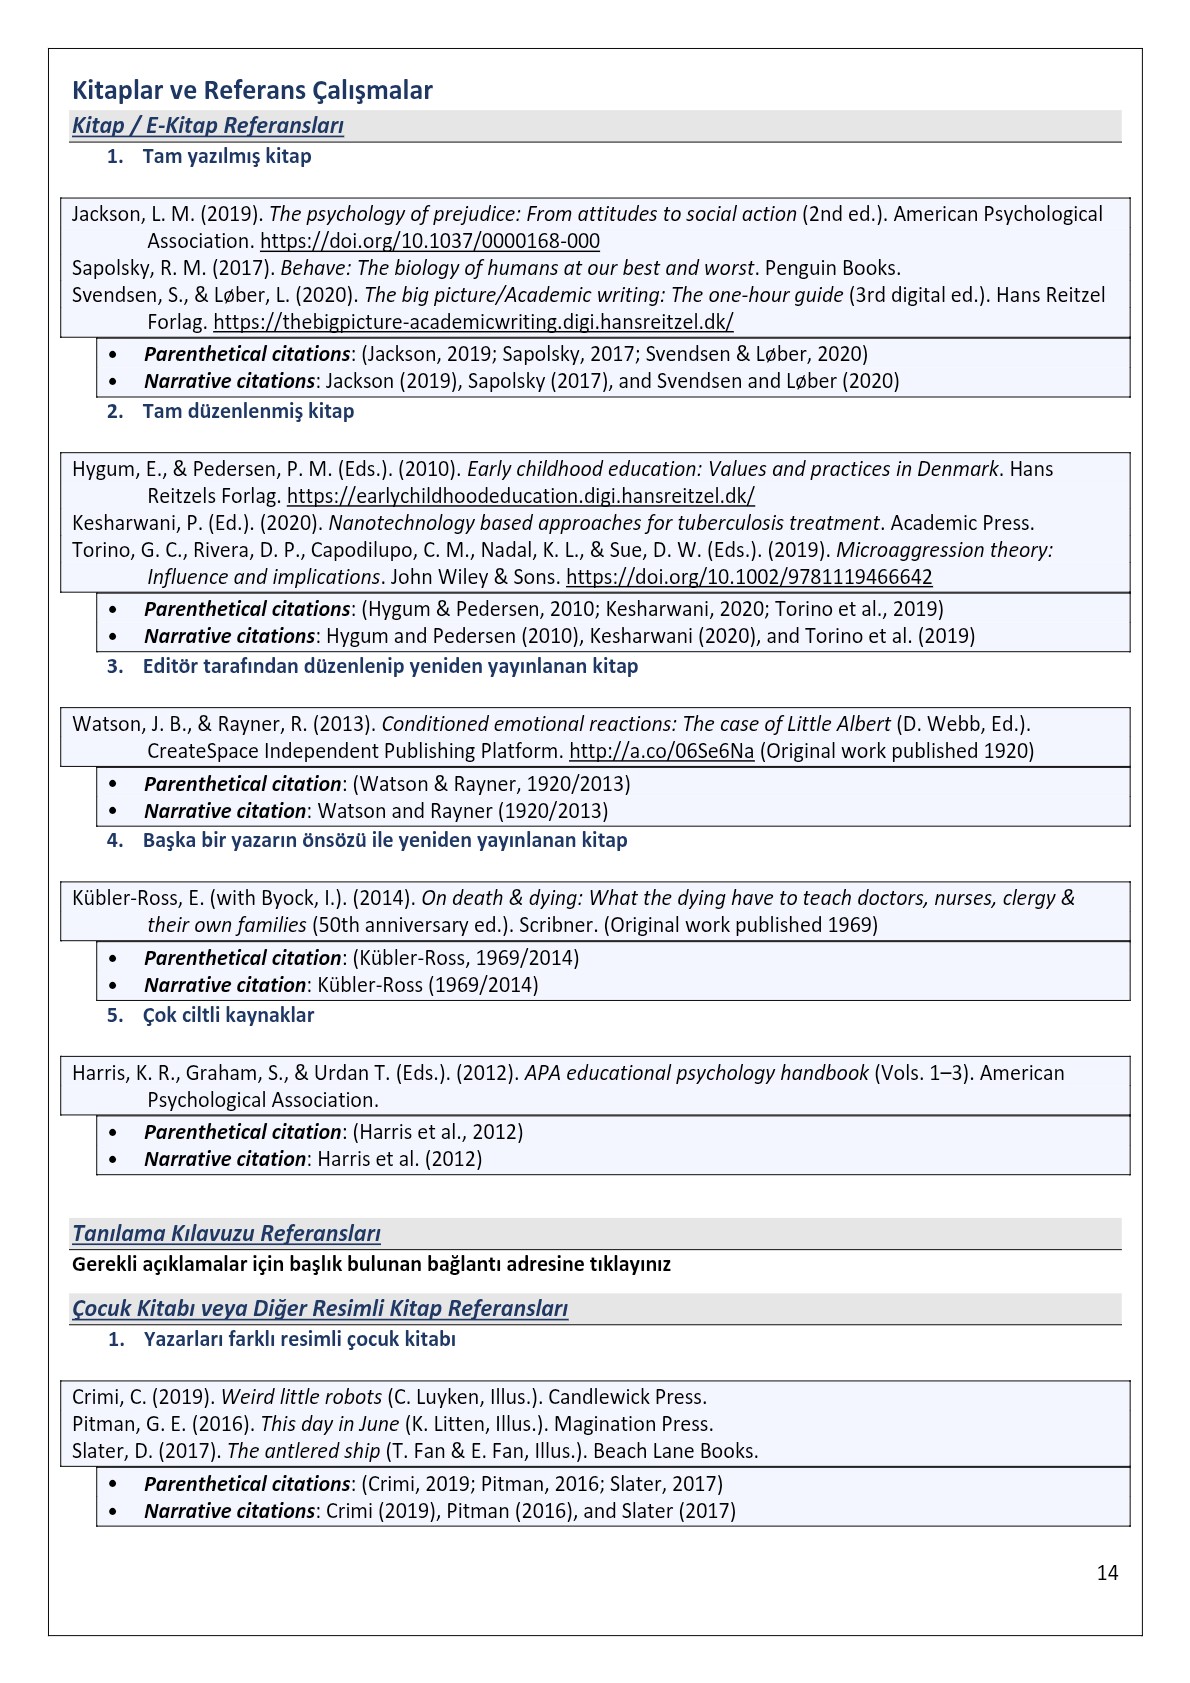 Kitaplar ve Referans Çalışmalar
Kitap / E-Kitap Referansları
1. Tam yazılmış kitap
Jackson, L. M. (2019). The psychology of prejudice: From attitudes to social action (2nd ed.). American Psychological
Association. https://doi.org/10.1037/0000168-000
Sapolsky, R. M. (2017). Behave: The biology of humans at our best and worst. Penguin Books.
Svendsen, S., & Løber, L. (2020). The big picture/Academic writing: The one-hour guide (3rd digital ed.). Hans Reitzel
Forlag. https://thebigpicture-academicwriting.digi.hansreitzel.dk/
• Parenthetical citations: (Jackson, 2019; Sapolsky, 2017; Svendsen & Løber, 2020)
• Narrative citations: Jackson (2019), Sapolsky (2017), and Svendsen and Løber (2020)
2. Tam düzenlenmiş kitap
Hygum, E., & Pedersen, P. M. (Eds.). (2010). Early childhood education: Values and practices in Denmark. Hans
Reitzels Forlag. https://earlychildhoodeducation.digi.hansreitzel.dk/
Kesharwani, P. (Ed.). (2020). Nanotechnology based approaches for tuberculosis treatment. Academic Press.
Torino, G. C., Rivera, D. P., Capodilupo, C. M., Nadal, K. L., & Sue, D. W. (Eds.). (2019). Microaggression theory:
Influence and implications. John Wiley & Sons. https://doi.org/10.1002/9781119466642
• Parenthetical citations: (Hygum & Pedersen, 2010; Kesharwani, 2020; Torino et al., 2019)
• Narrative citations: Hygum and Pedersen (2010), Kesharwani (2020), and Torino et al. (2019)
3. Editör tarafından düzenlenip yeniden yayınlanan kitap
Watson, J. B., & Rayner, R. (2013). Conditioned emotional reactions: The case of Little Albert (D. Webb, Ed.).
CreateSpace Independent Publishing Platform. http://a.co/06Se6Na (Original work published 1920)
• Parenthetical citation: (Watson & Rayner, 1920/2013)
• Narrative citation: Watson and Rayner (1920/2013)
4. Başka bir yazarın önsözü ile yeniden yayınlanan kitap
Kübler-Ross, E. (with Byock, I.). (2014). On death & dying: What the dying have to teach doctors, nurses, clergy &
their own families (50th anniversary ed.). Scribner. (Original work published 1969)
• Parenthetical citation: (Kübler-Ross, 1969/2014)
• Narrative citation: Kübler-Ross (1969/2014)
5. Çok ciltli kaynaklar
Harris, K. R., Graham, S., & Urdan T. (Eds.). (2012). APA educational psychology handbook (Vols. 1–3). American
Psychological Association.
• Parenthetical citation: (Harris et al., 2012)
• Narrative citation: Harris et al. (2012)
Tanılama Kılavuzu Referansları
Gerekli açıklamalar için başlık bulunan bağlantı adresine tıklayınız
Çocuk Kitabı veya Diğer Resimli Kitap Referansları
1. Yazarları farklı resimli çocuk kitabı
Crimi, C. (2019). Weird little robots (C. Luyken, Illus.). Candlewick Press.
Pitman, G. E. (2016). This day in June (K. Litten, Illus.). Magination Press.
Slater, D. (2017). The antlered ship (T. Fan & E. Fan, Illus.). Beach Lane Books.
• Parenthetical citations: (Crimi, 2019; Pitman, 2016; Slater, 2017)
• Narrative citations: Crimi (2019), Pitman (2016), and Slater (2017)
14